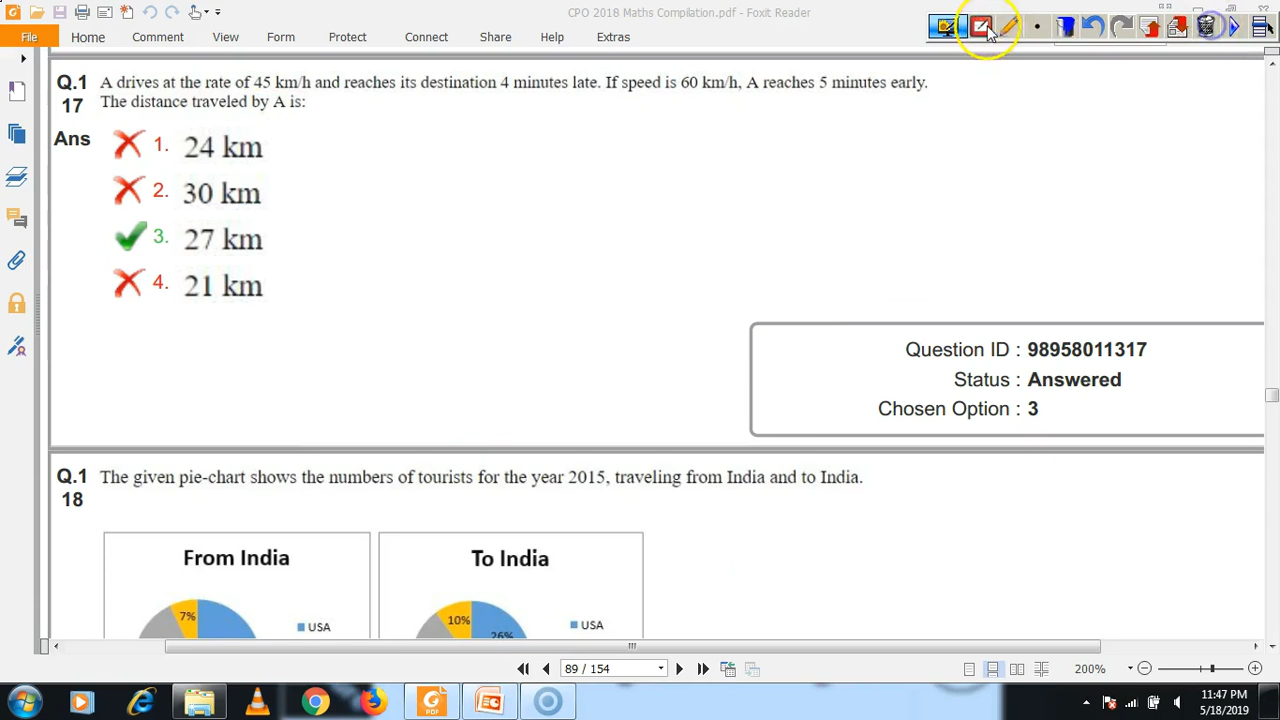 CPO 2018 Maths Compilation.pdf - Foxit Reader
File Home Comment View Form Protect Connect Share Help Extras
Q.1 A drives at the rate of 45 km/h and reaches its destination 4 minutes late. If speed is 60 km/h, A reaches 5 minutes early.
17 The distance traveled by A is:
Ans 1. 24 km
2. 30 km
3. 27 km
4. 21 km
Question ID : 98958011317
Status : Answered
Chosen Option : 3
Q.1 The given pie-chart shows the numbers of tourists for the year 2015, traveling from India and to India.
18
From India To India
7% USA 10% 26% USA
89 / 154 200%
PDF
11:47 PM
5/18/2019